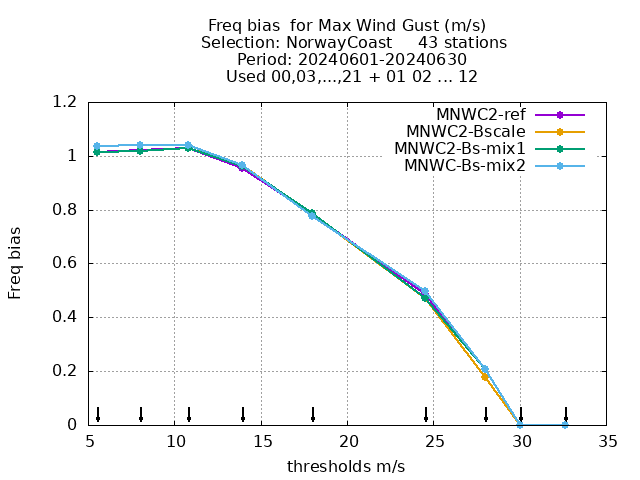 Freq bias  for Max Wind Gust (m/s)
Selection: NorwayCoast     43 stations
Period: 20240601-20240630
Used 00,03,...,21 + 01 02 ... 12
MNWC2-ref
MNWC2-Bscale
MNWC2-Bs-mix1
MNWC-Bs-mix2
1.2
1
0.8
0.6
0.4
0.2
0
Freq bias
5 10 15 20 25 30 35
thresholds m/s